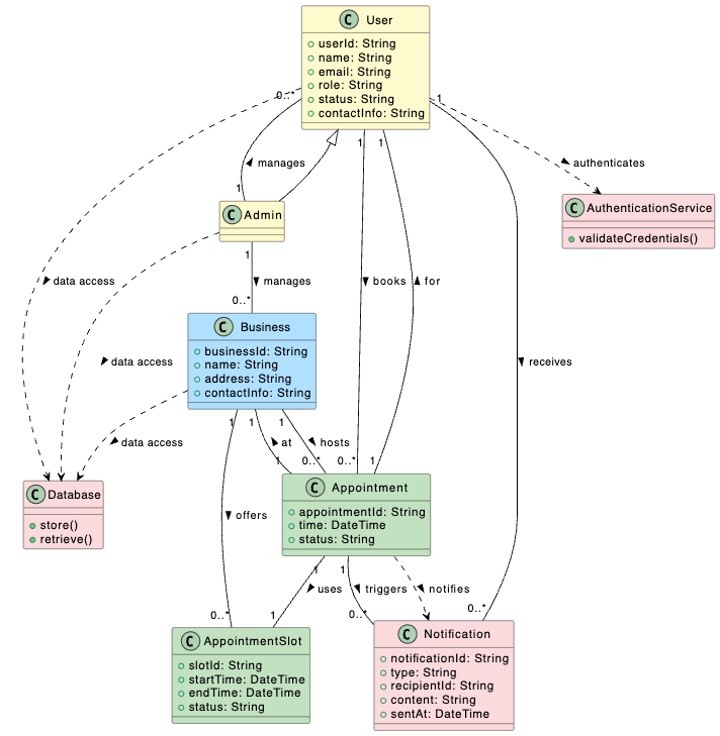 C User
userId: String
name: String
email: String
role: String
status: String
contactInfo: String
0..*
1
1
1
manages
authenticates
1
C Admin
C AuthenticationService
validateCredentials()
1
data access
manages
books
for
0..*
C Business
businessId: String
name: String
address: String
contactInfo: String
data access
receives
1
1
1
data access
at
hosts
1
0..*
0..*
1
C Database
store()
retrieve()
C Appointment
appointmentId: String
time: DateTime
status: String
offers
1
1
uses
triggers
notifies
0..*
1
0..*
0..*
C AppointmentSlot
slotId: String
startTime: DateTime
endTime: DateTime
status: String
C Notification
notificationId: String
type: String
recipientId: String
content: String
sentAt: DateTime